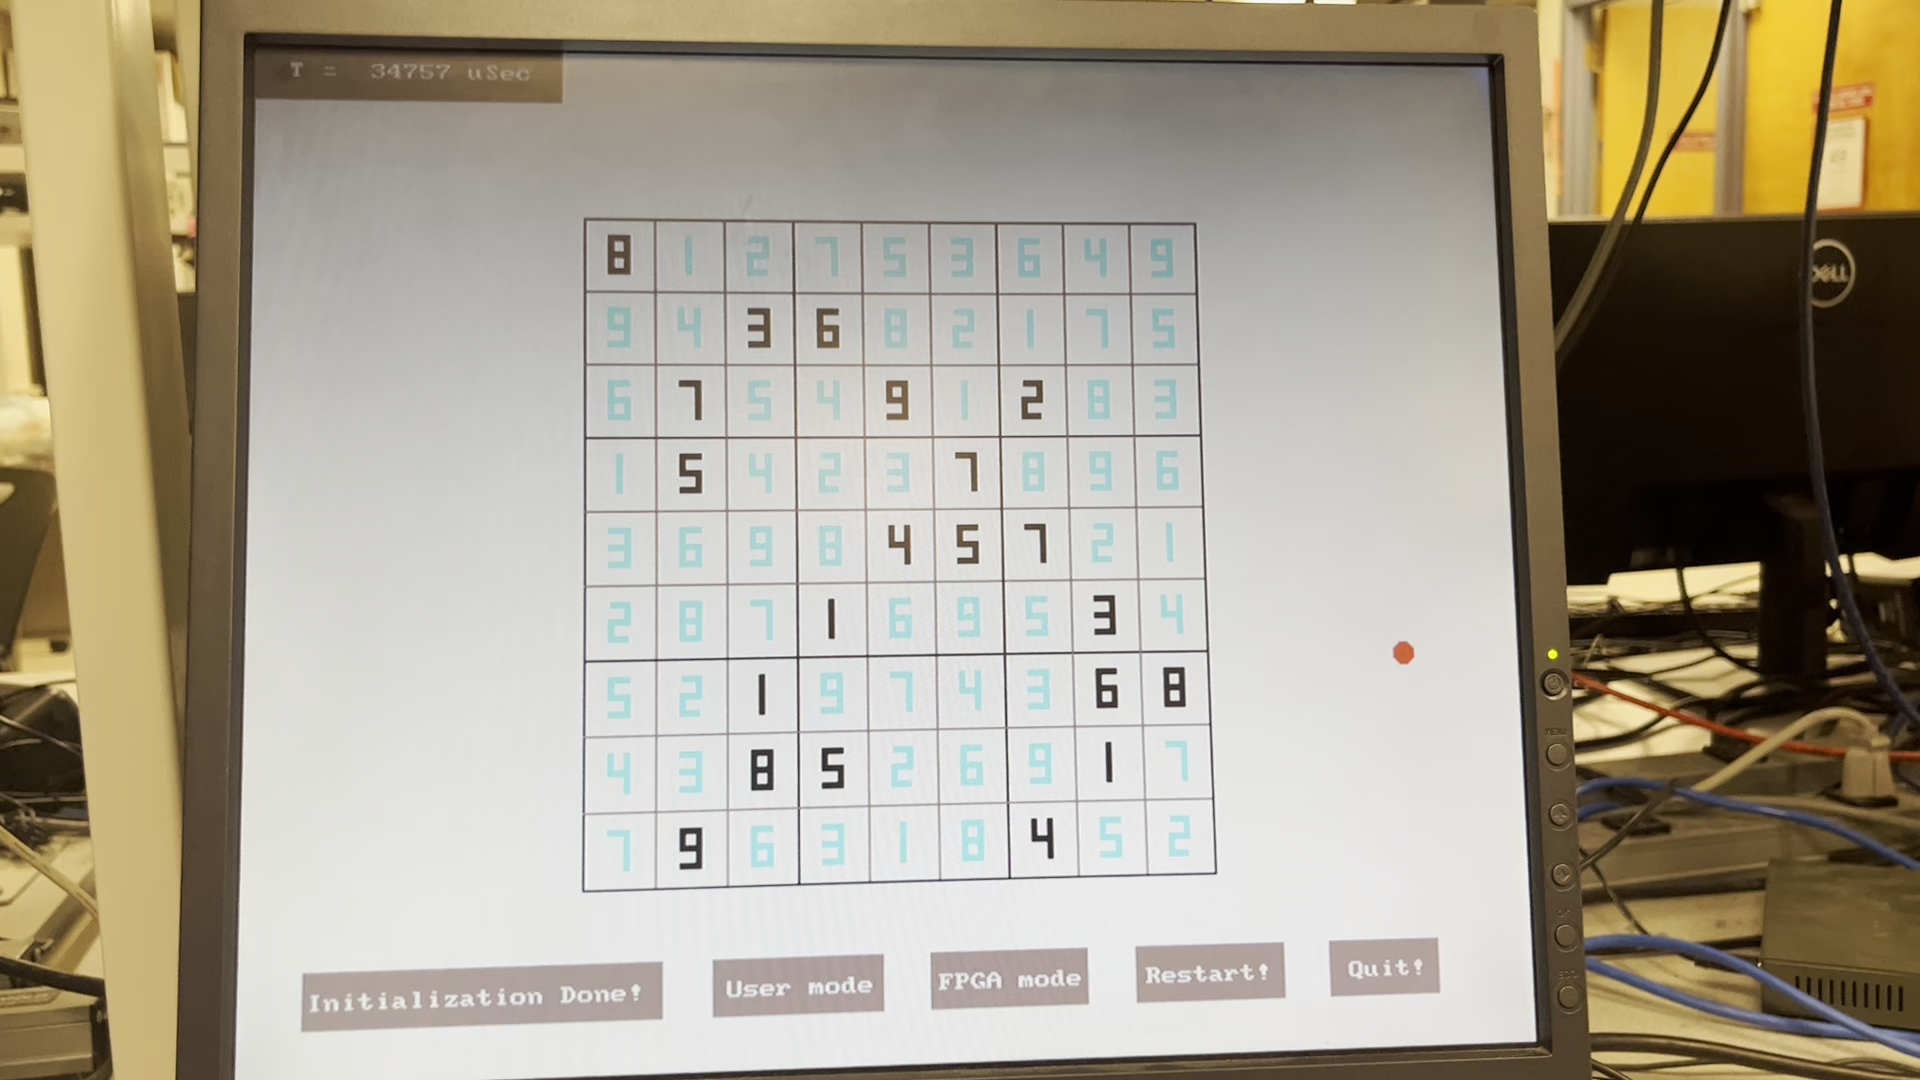 T = 34757 uSec
8 1 2 7 5 3 6 4 9
9 4 3 6 8 2 1 7 5
6 7 5 4 9 1 2 8 3
1 5 4 2 3 7 8 9 6
3 6 9 8 4 5 7 2 1
2 8 7 1 6 9 5 3 4
5 2 1 9 7 4 3 6 8
4 3 8 5 2 6 9 1 7
7 9 6 3 1 8 4 5 2
Initialization Done!
User mode
FPGA mode
Restart!
Quit!
DELL